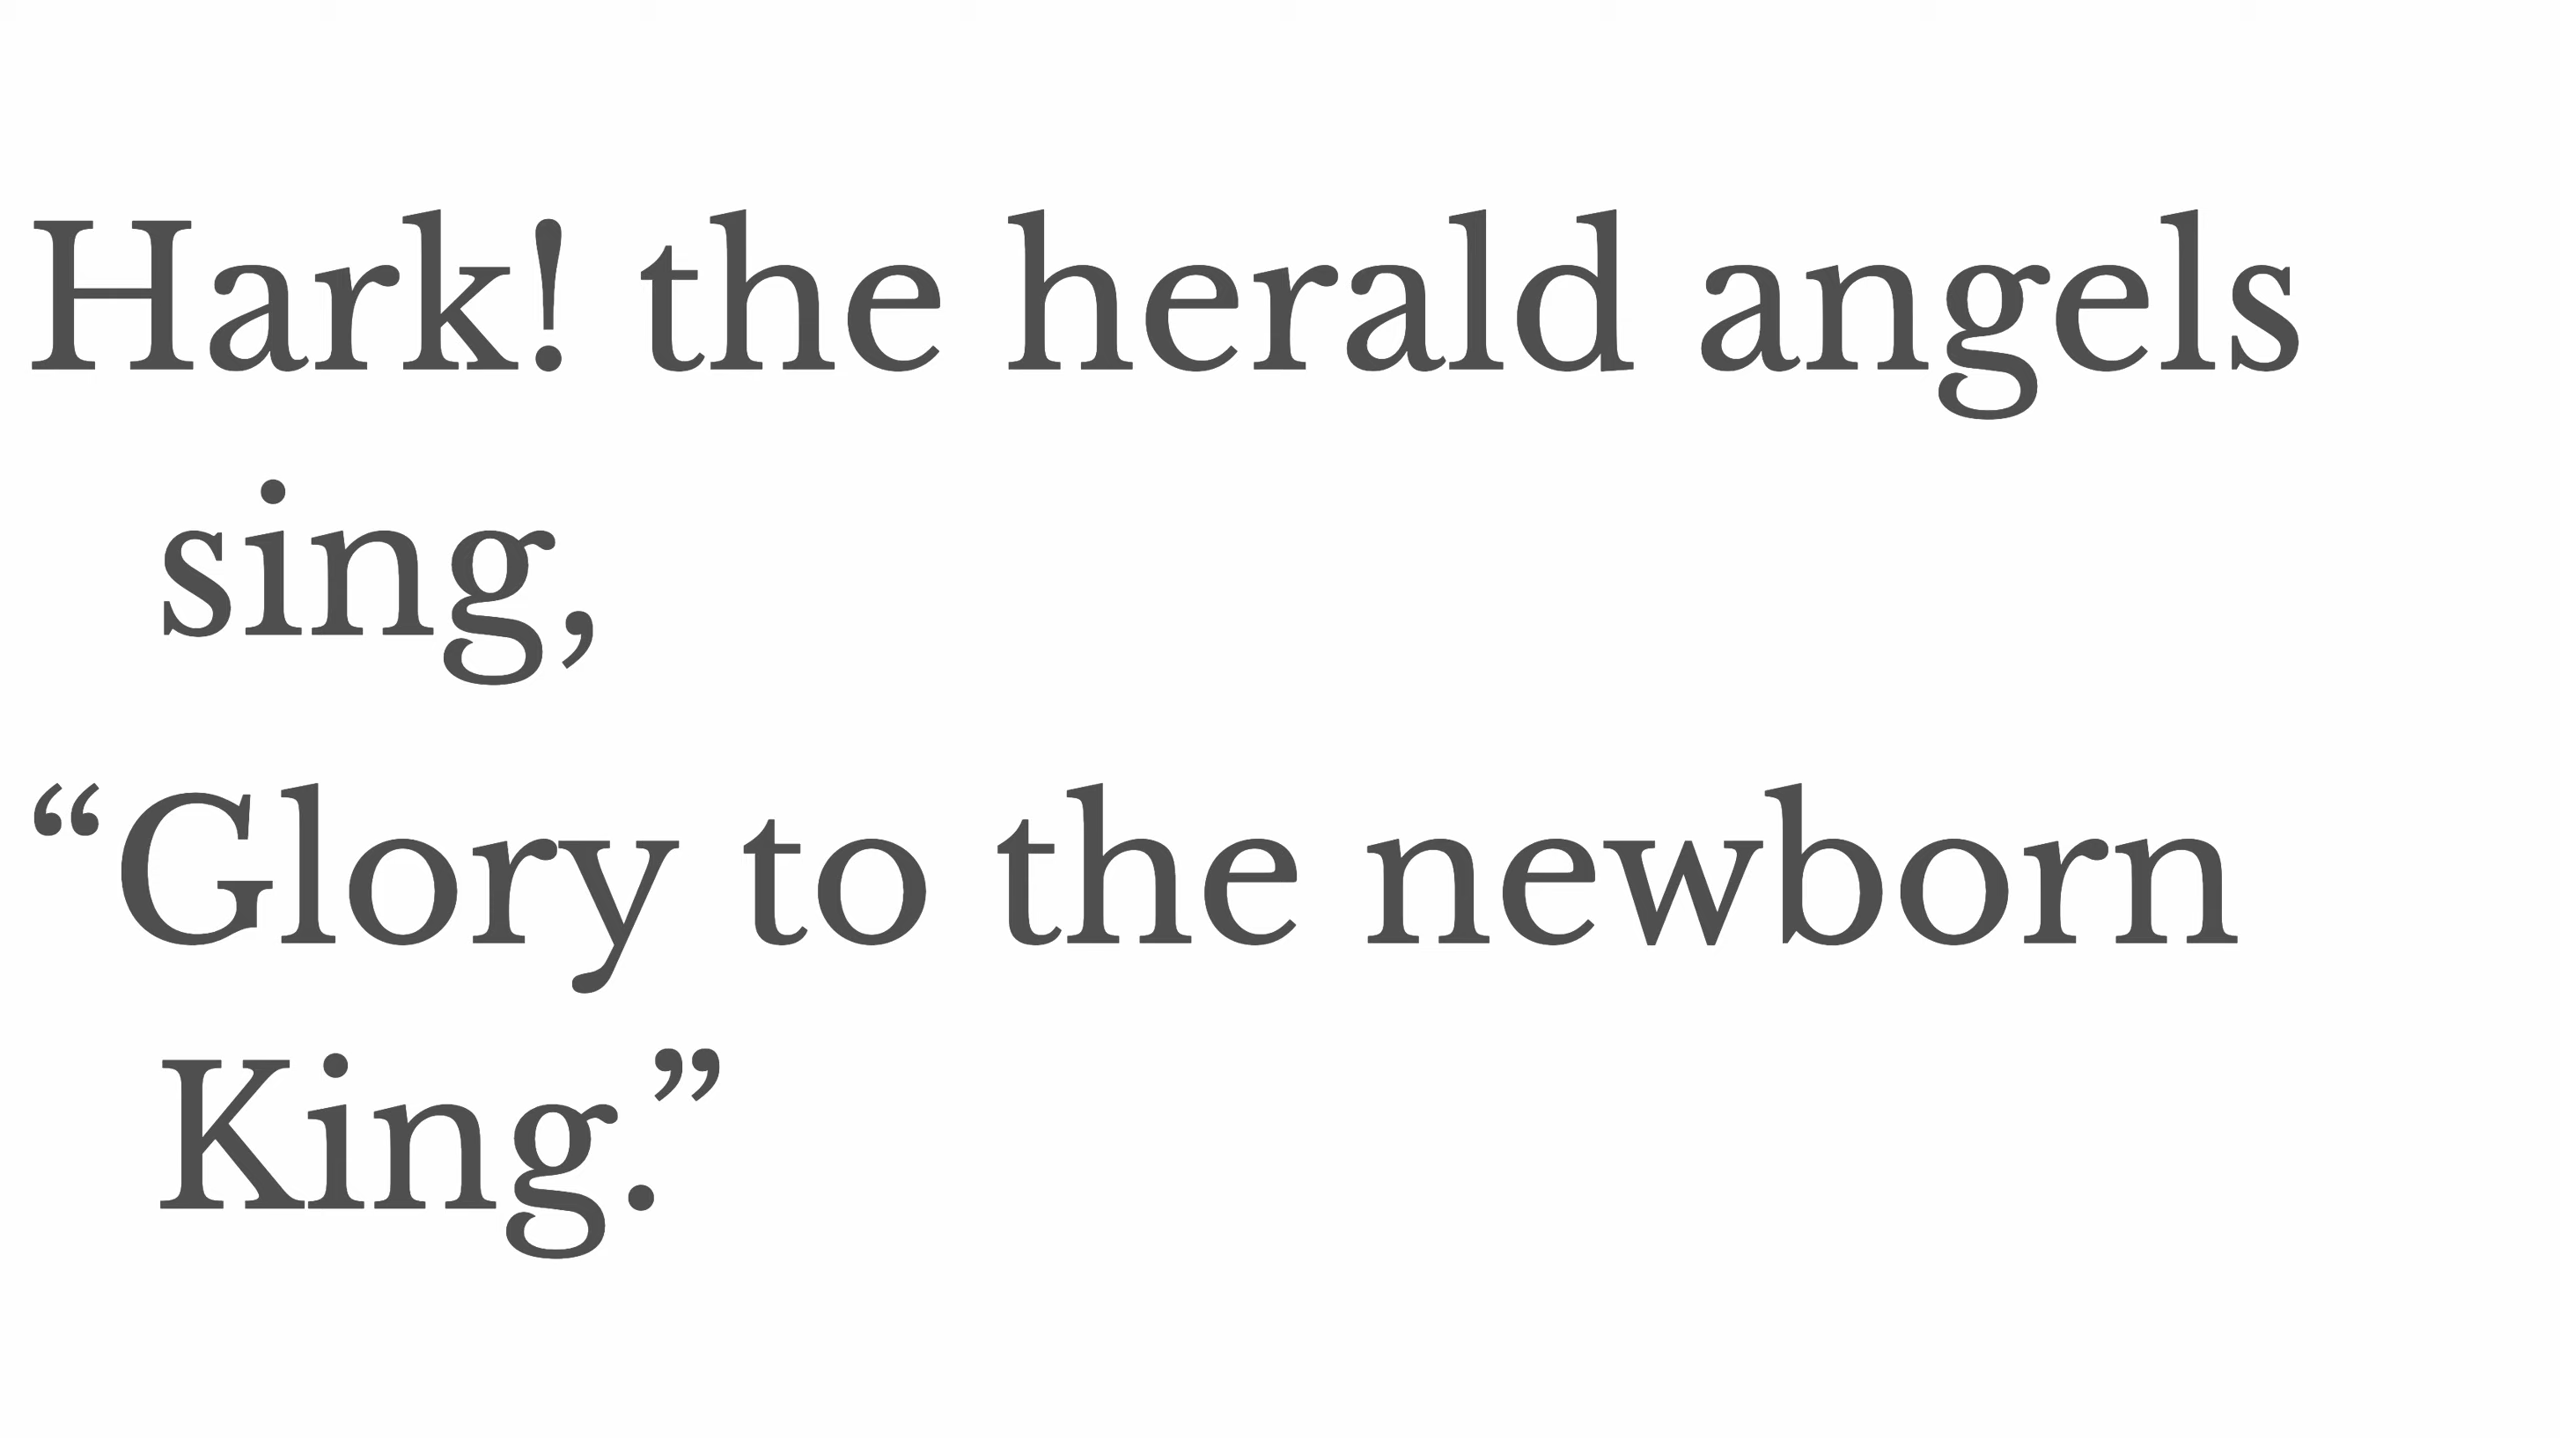 Hark! the herald angels
sing,
“Glory to the newborn
King.”